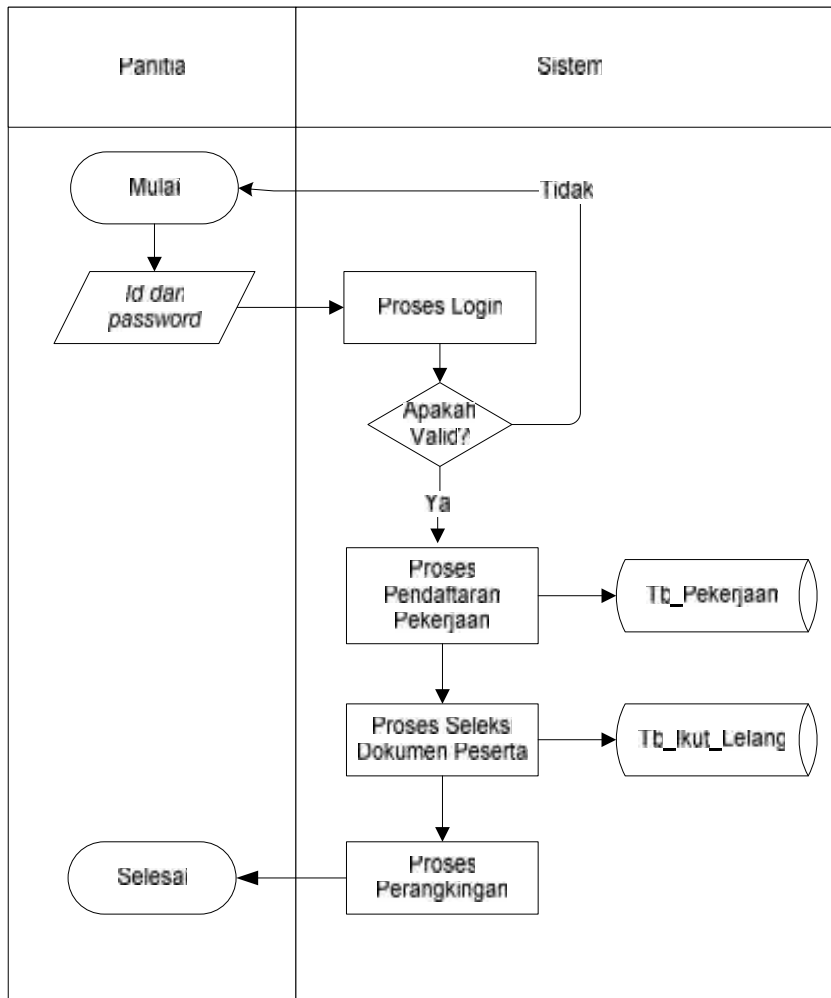 Panitia
Sistem
Mulai
Tidak
Id dan
password
Proses Login
Apakah
Valid?
Ya
Proses
Pendaftaran
Pekerjaan
Tb_Pekerjaan
Proses Seleksi
Dokumen Peserta
Tb_Ikut_Lelang
Selesai
Proses
Perangkingan